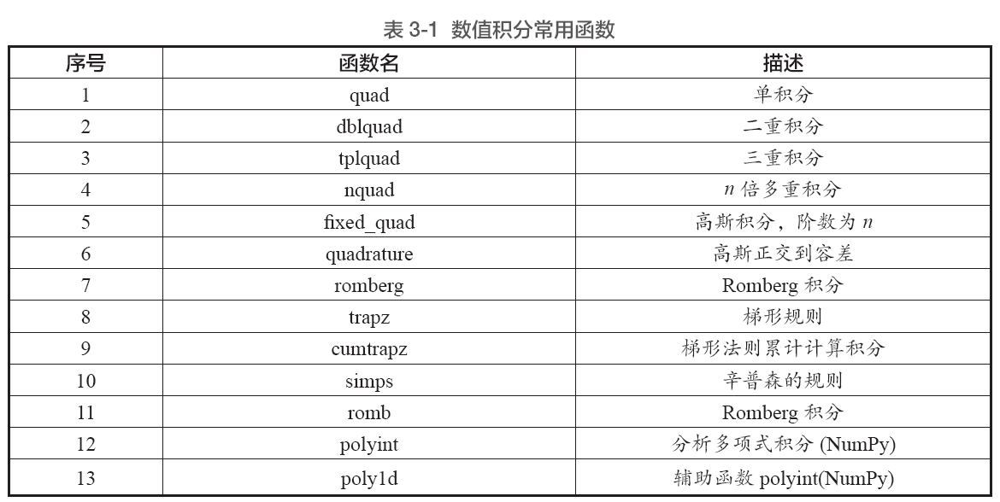 表 3-1 数值积分常用函数
序号 函数名 描述
1 quad 单积分
2 dblquad 二重积分
3 tplquad 三重积分
4 nquad n 倍多重积分
5 fixed_quad 高斯积分，阶数为 n
6 quadrature 高斯正交到容差
7 romberg Romberg 积分
8 trapz 梯形规则
9 cumtrapz 梯形法则累计计算积分
10 simps 辛普森的规则
11 romb Romberg 积分
12 polyint 分析多项式积分 (NumPy)
13 poly1d 辅助函数 polyint(NumPy)